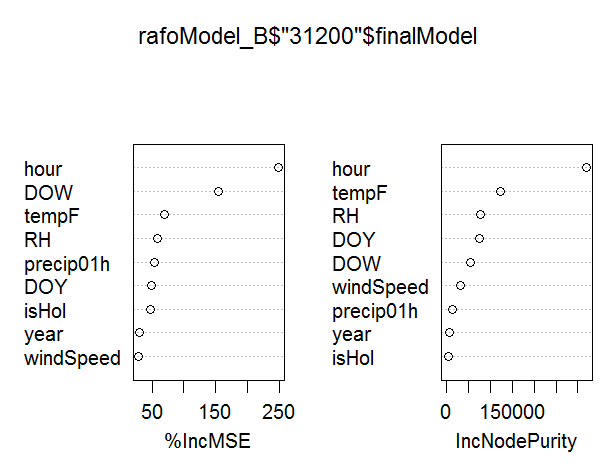 rafoModel_B$"31200"$finalModel
hour
DOW
tempF
RH
precip01h
DOY
isHol
year
windSpeed
50 150 250
%IncMSE
hour
tempF
RH
DOY
DOW
windSpeed
precip01h
year
isHol
0 150000
IncNodePurity